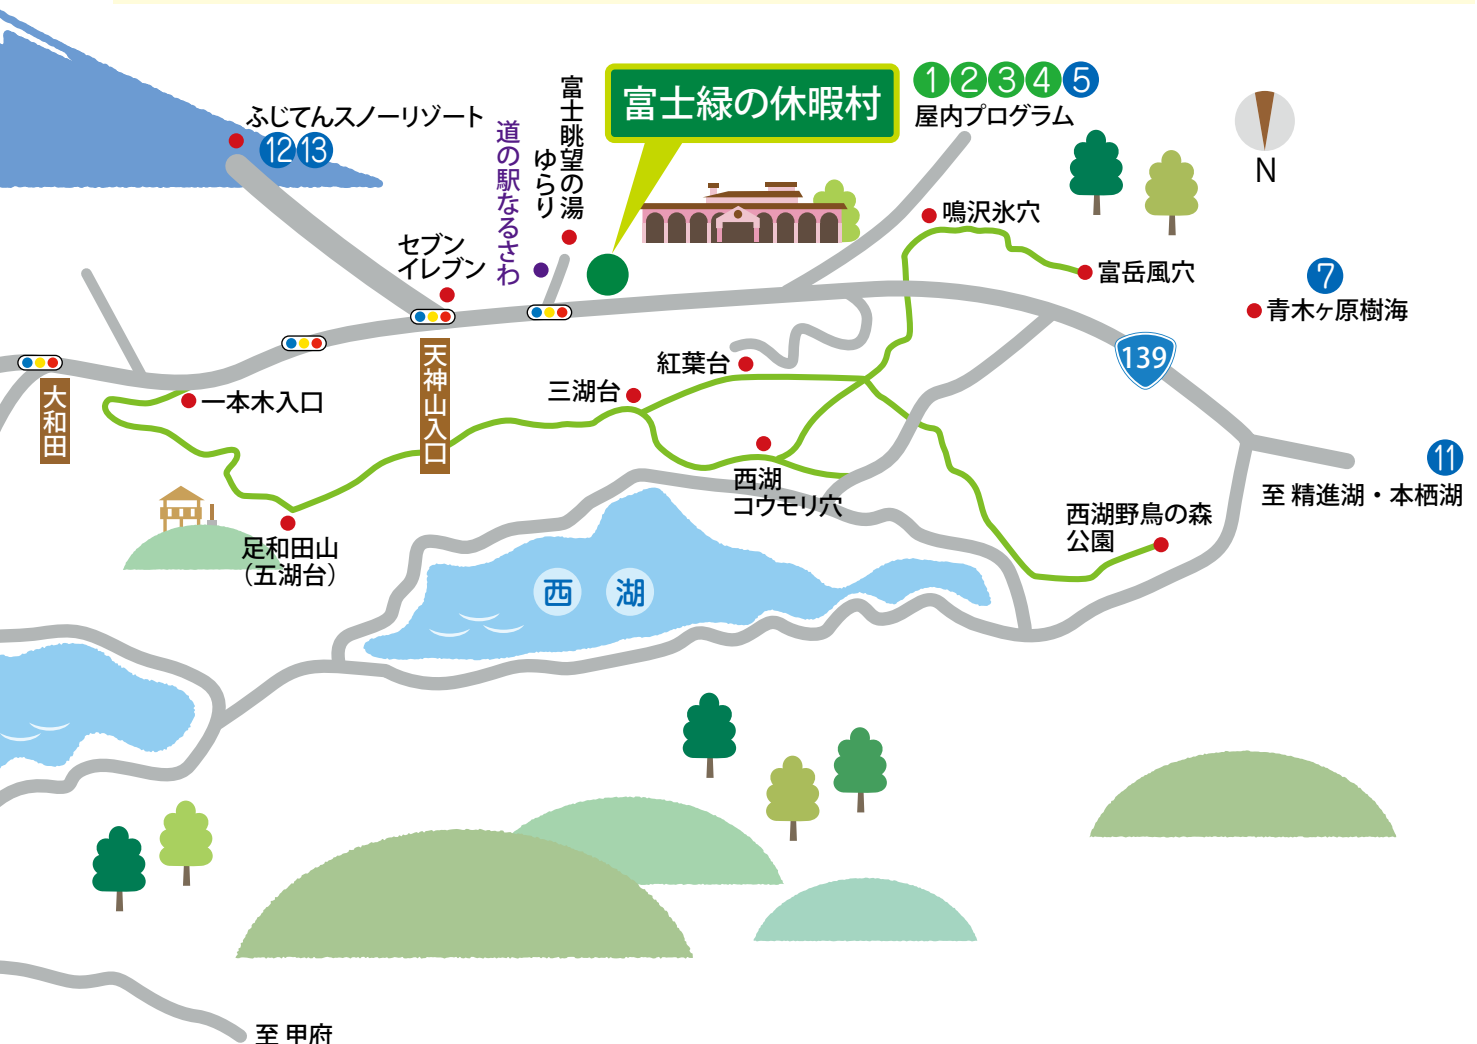 ふじてんスノーリゾート
12 13
道の駅なるさわ
富士眺望の湯
ゆらり
富士緑の休暇村
1 2 3 4 5
屋内プログラム
N
セブン
イレブン
鳴沢氷穴
富岳風穴
7
青木ヶ原樹海
139
大和田
一本木入口
天神山入口
三湖台
紅葉台
西湖
コウモリ穴
11
至 精進湖・本栖湖
西湖野鳥の森
公園
足和田山
（五湖台）
西 湖
至 甲府